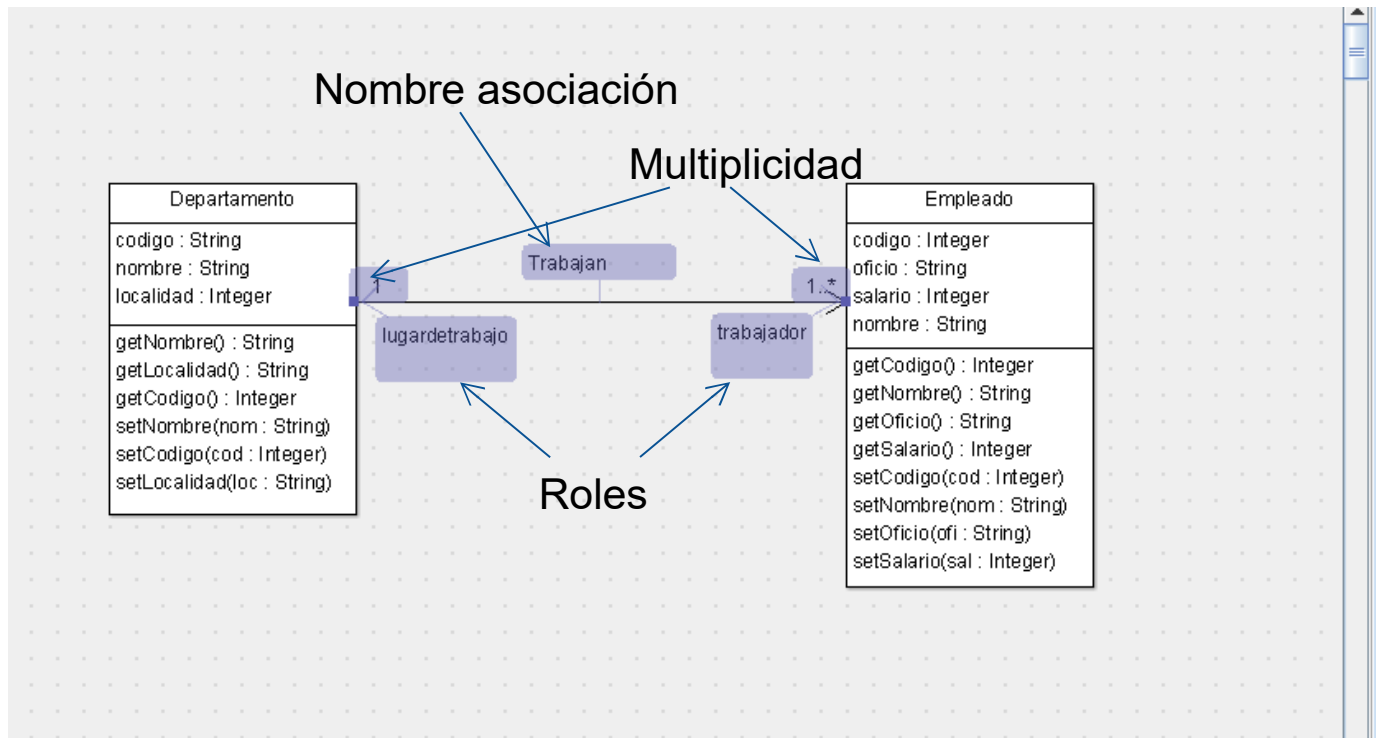 Nombre asociación
Multiplicidad
Departamento
codigo : String
nombre : String
localidad : Integer
getNombre() : String
getLocalidad() : String
getCodigo() : Integer
setNombre(nom : String)
setCodigo(cod : Integer)
setLocalidad(loc : String)
1
Trabajan
1..*
lugardetrabajo
trabajador
Roles
Empleado
codigo : Integer
oficio : String
salario : Integer
nombre : String
getCodigo() : Integer
getNombre() : String
getOficio() : String
getSalario() : Integer
setCodigo(cod : Integer)
setNombre(nom : String)
setOficio(ofi : String)
setSalario(sal : Integer)